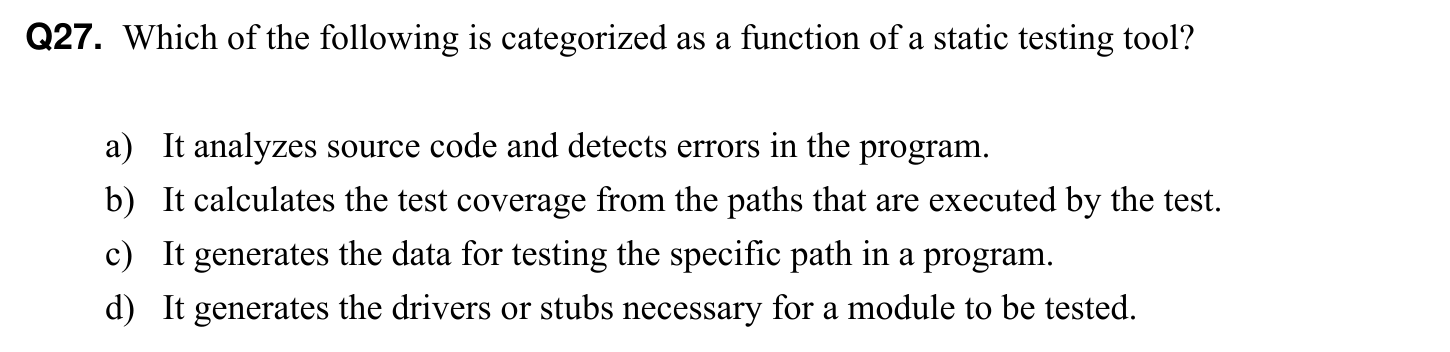 Q27. Which of the following is categorized as a function of a static testing tool?
a) It analyzes source code and detects errors in the program.
b) It calculates the test coverage from the paths that are executed by the test.
c) It generates the data for testing the specific path in a program.
d) It generates the drivers or stubs necessary for a module to be tested.